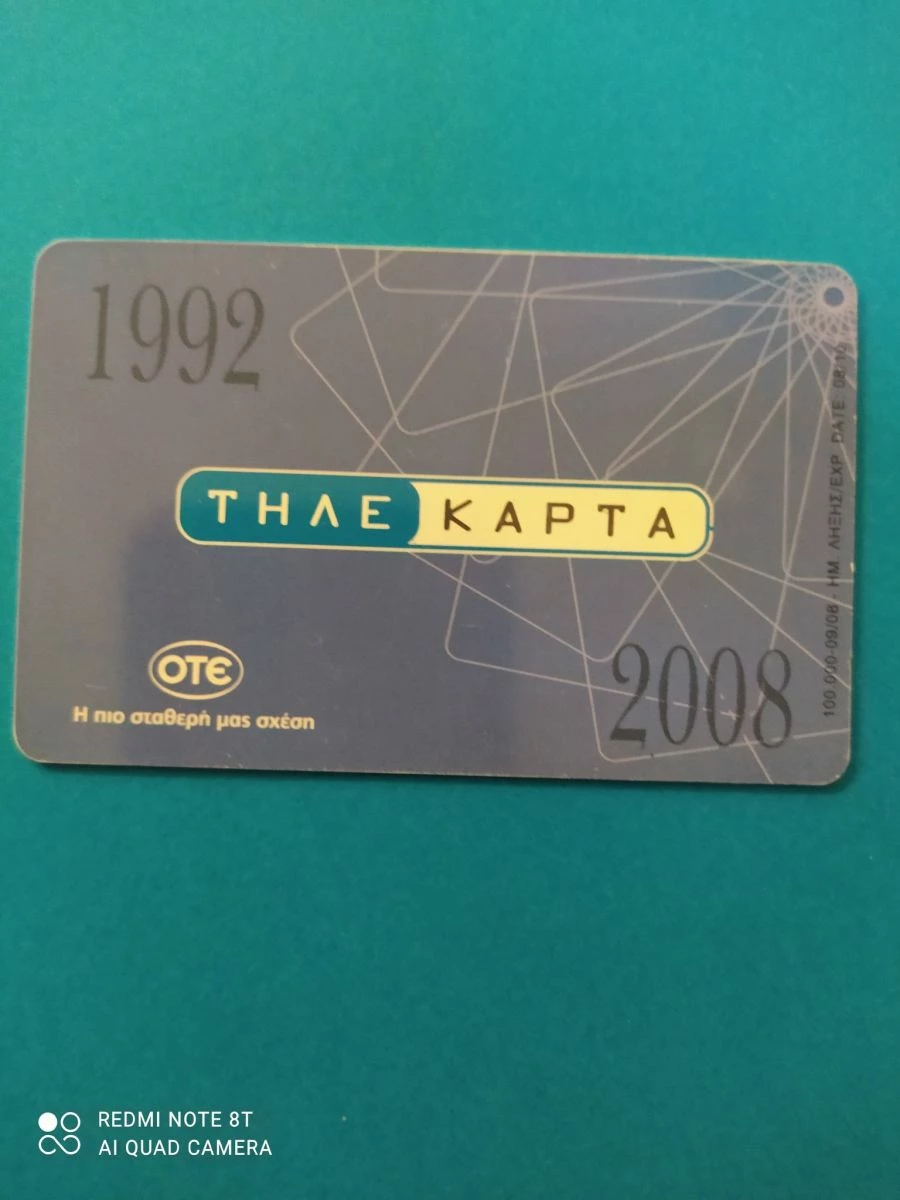 1992
ΤΗΛΕ ΚΑΡΤΑ
ΟΤΕ
Η πιο σταθερή μας σχέση
2008
100.000-09/08 - ΗΜ. ΛΗΞΗΣ/EXP. DATE: 08/10
REDMI NOTE 8T
AI QUAD CAMERA